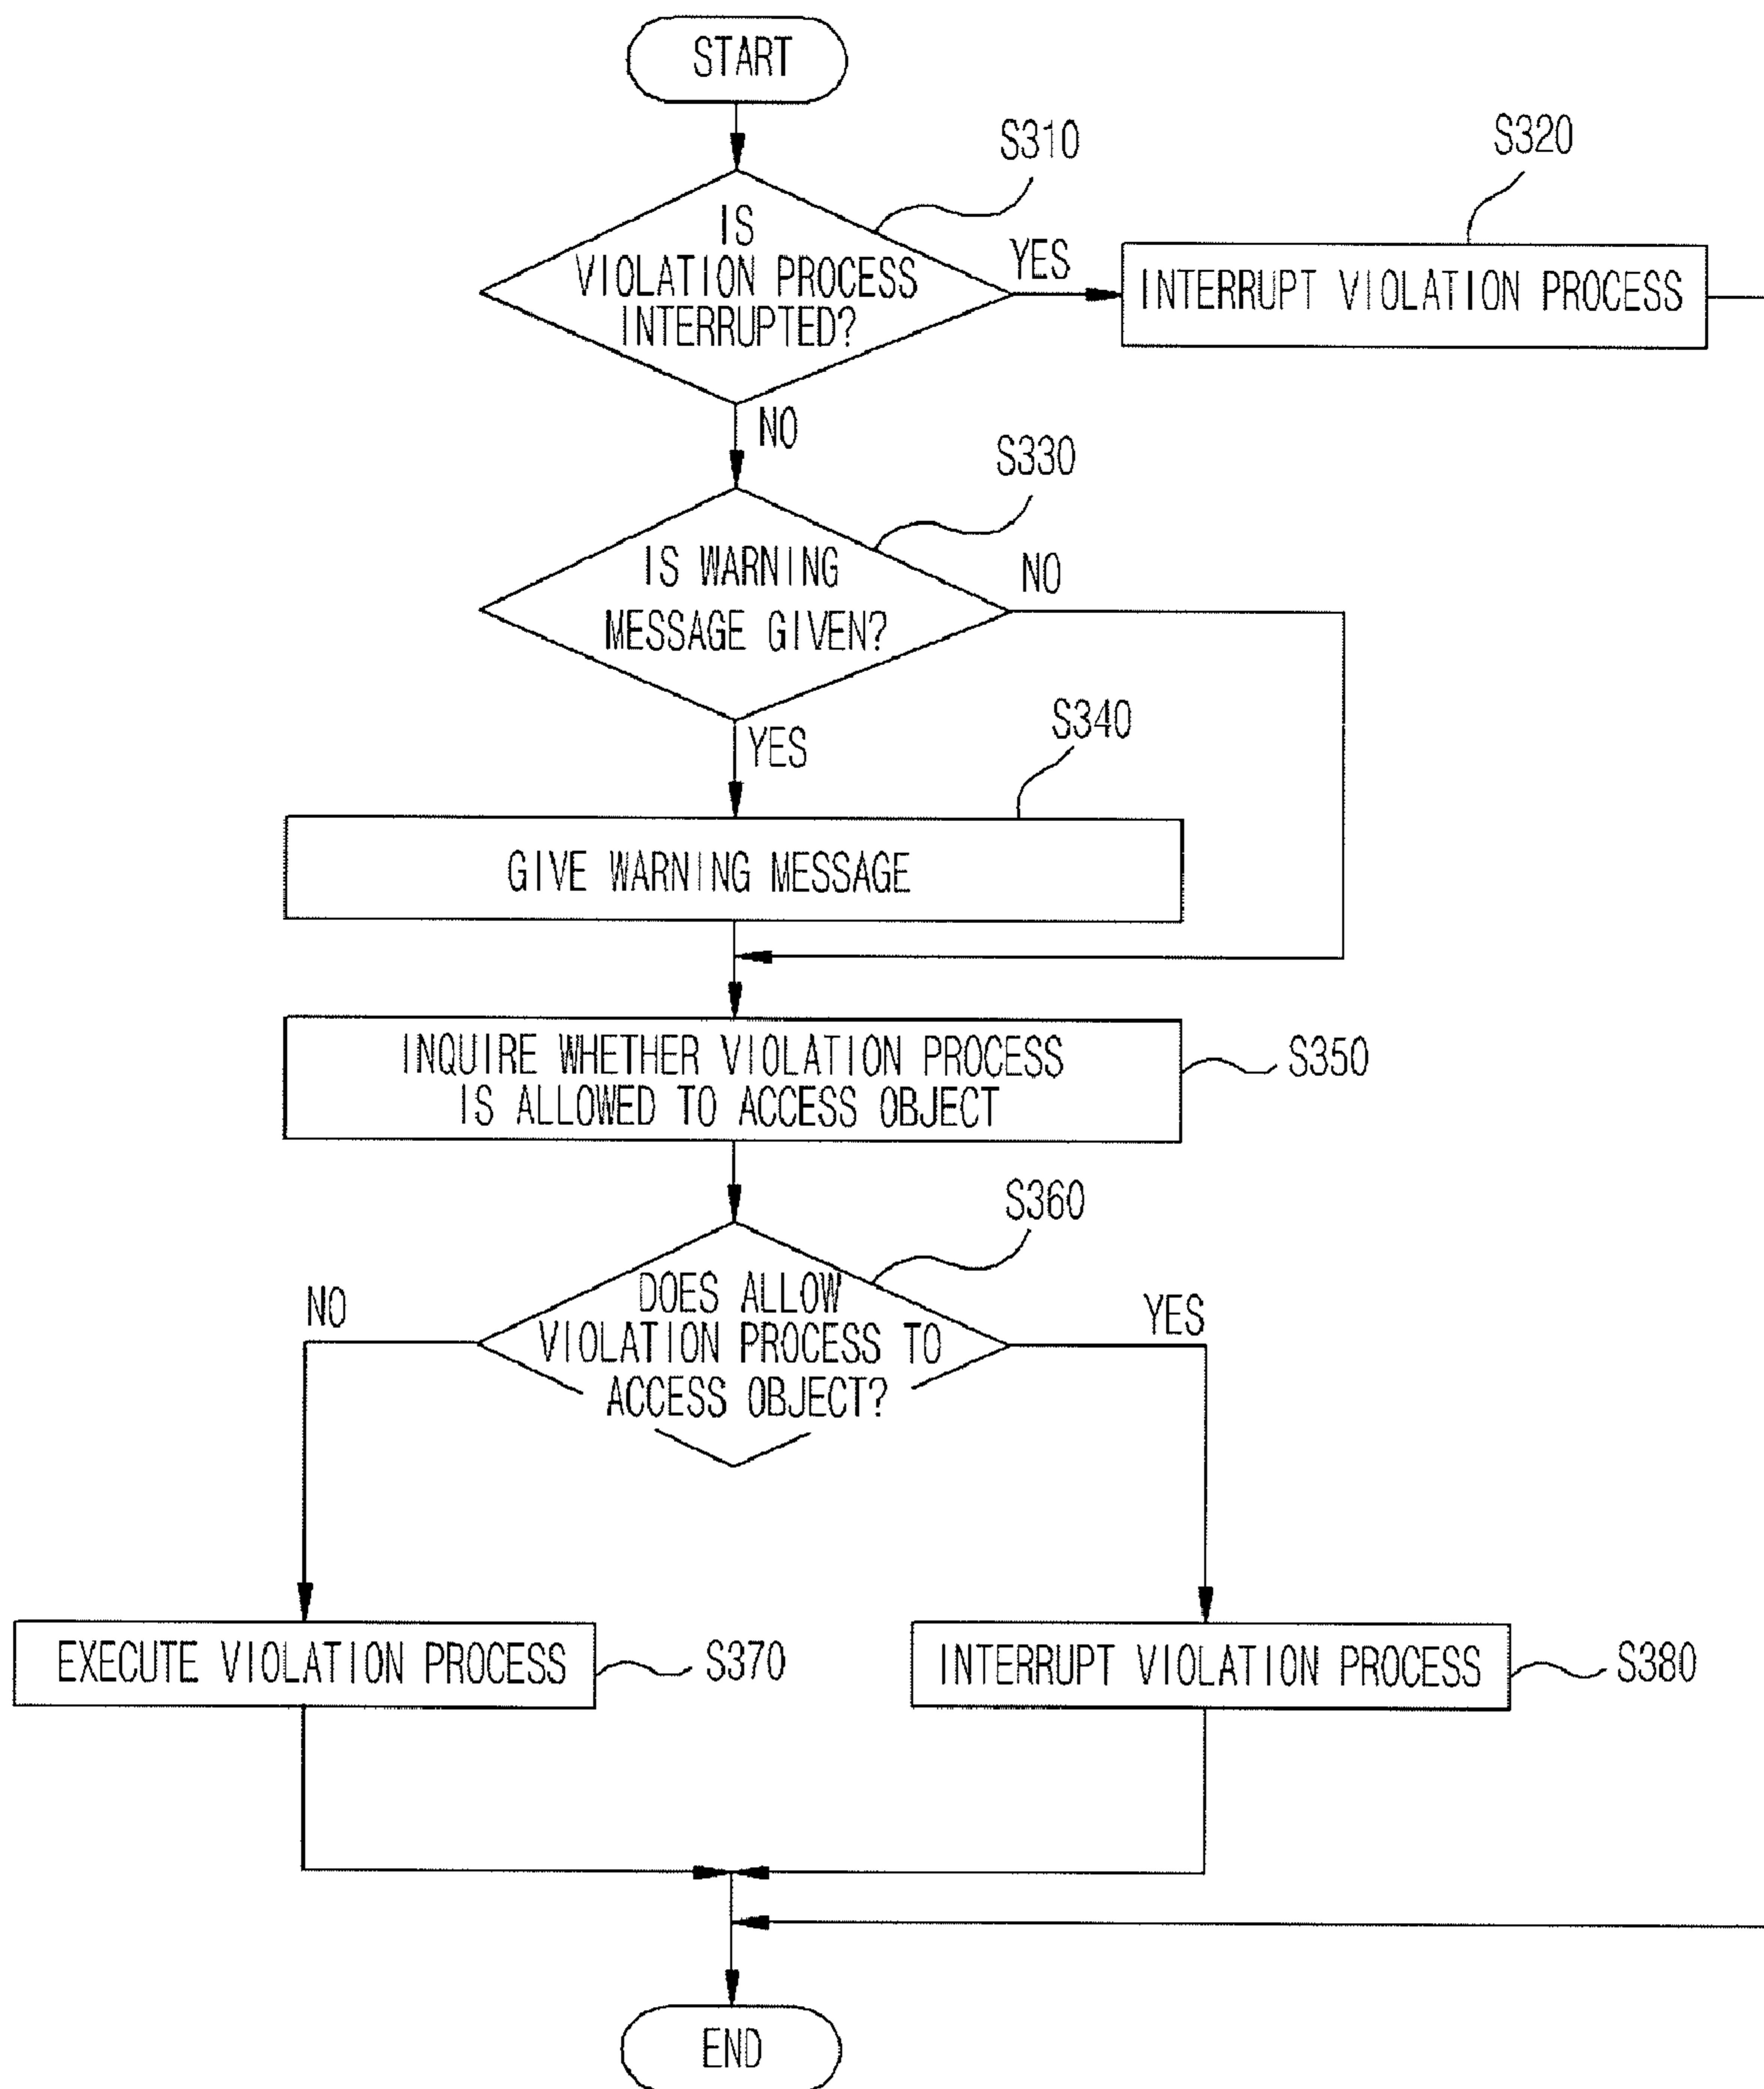 START
S310
S320
IS
VIOLATION PROCESS
INTERRUPTED?
YES
INTERRUPT VIOLATION PROCESS
NO
S330
IS WARNING
MESSAGE GIVEN?
NO
YES
S340
GIVE WARNING MESSAGE
INQUIRE WHETHER VIOLATION PROCESS
IS ALLOWED TO ACCESS OBJECT
S350
S360
DOES ALLOW
VIOLATION PROCESS TO
ACCESS OBJECT?
NO
YES
EXECUTE VIOLATION PROCESS
S370
INTERRUPT VIOLATION PROCESS
S380
END